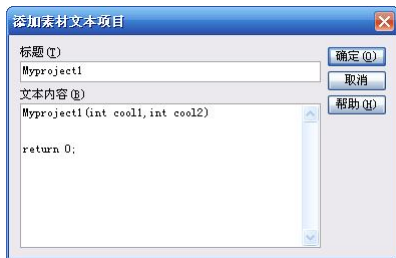 添加素材文本项目
标题(T)
确定(O)
Myproject1
取消
文本内容(B)
帮助(H)
Myproject1(int cool1,int cool2)
return 0;